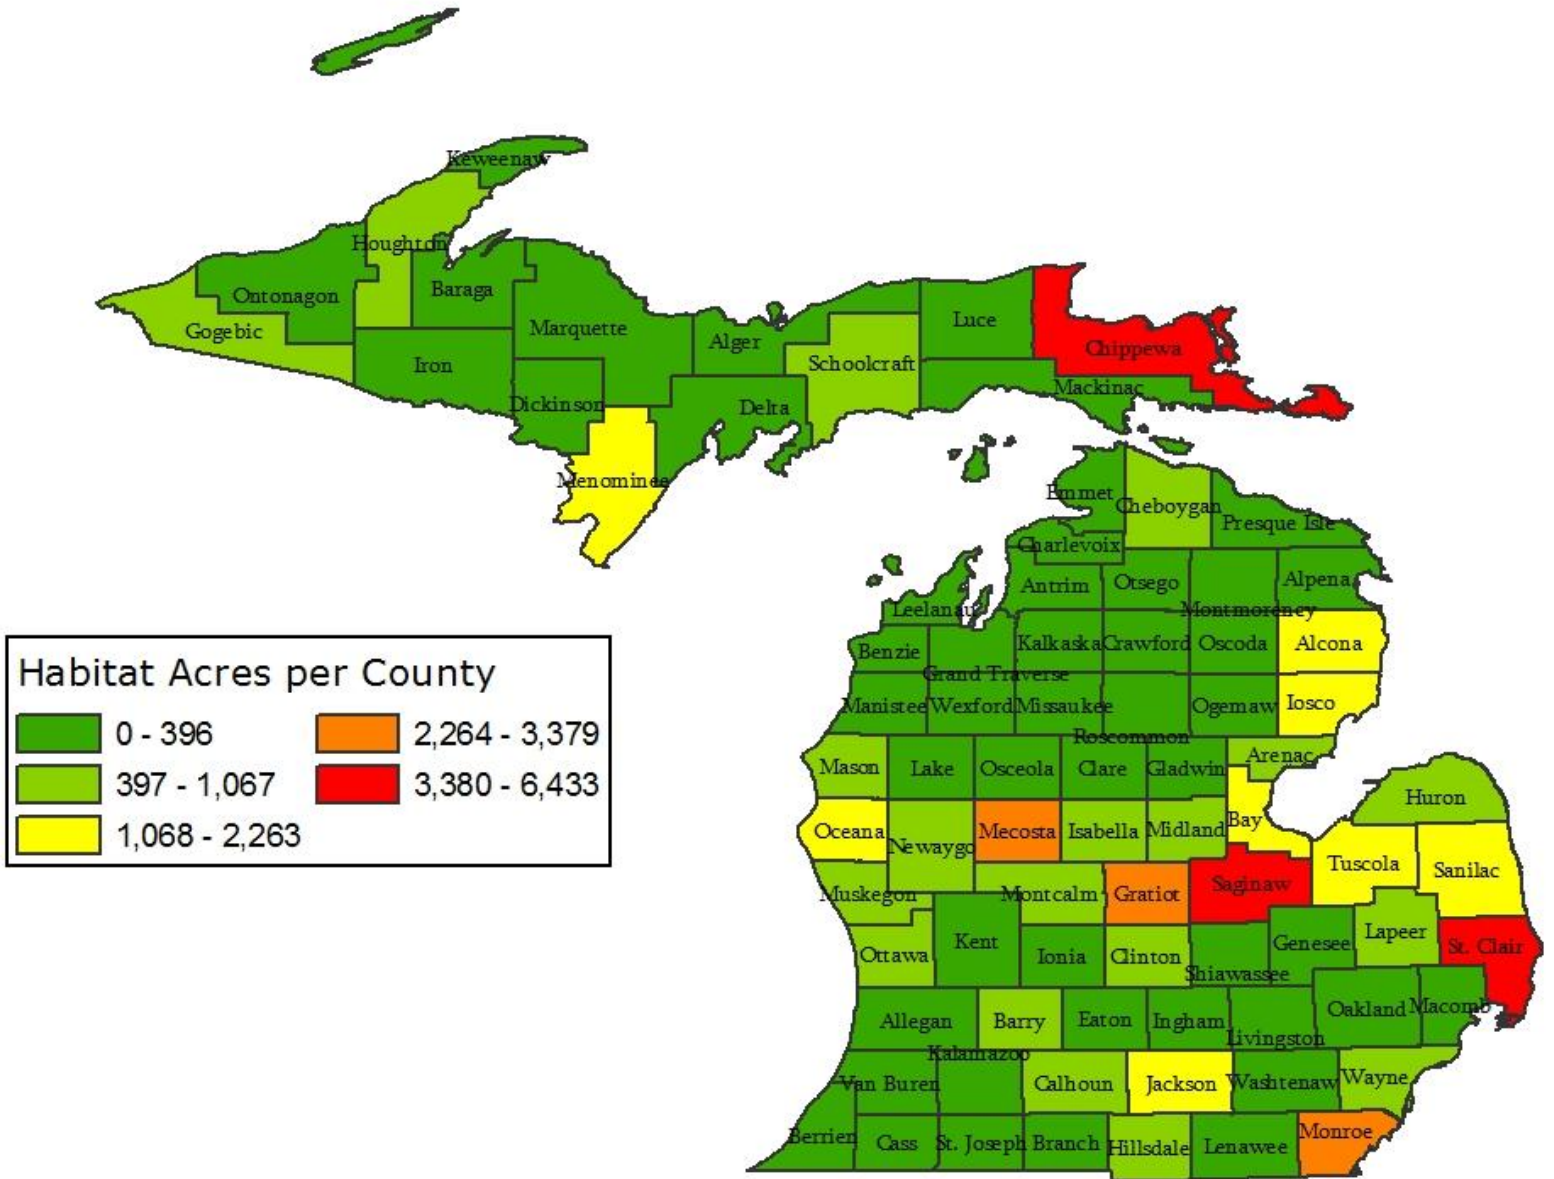 Keweenaw
Houghton
Ontonagon
Baraga
Gogebic
Marquette
Alger
Luce
Iron
Schoolcraft
Chippewa
Mackinac
Dickinson
Delta
Menominee
Emmet
Cheboygan
Presque Isle
Charlevoix
Antrim
Otsego
Alpena
Leelanau
Montmorency
Benzie
Kalkaska
Crawford
Oscoda
Alcona
Grand Traverse
Manistee
Wexford
Missaukee
Ogemaw
Iosco
Roscommon
Mason
Lake
Osceola
Clare
Gladwin
Arenac
Huron
Oceana
Newaygo
Mecosta
Isabella
Midland
Bay
Tuscola
Sanilac
Muskegon
Montcalm
Gratiot
Saginaw
Ottawa
Kent
Ionia
Clinton
Shiawassee
Genesee
Lapeer
St. Clair
Allegan
Barry
Eaton
Ingham
Livingston
Oakland
Macomb
Kalamazoo
Van Buren
Calhoun
Jackson
Washtenaw
Wayne
Berrien
Cass
St. Joseph
Branch
Hillsdale
Lenawee
Monroe
Habitat Acres per County
0 - 396
397 - 1,067
1,068 - 2,263
2,264 - 3,379
3,380 - 6,433